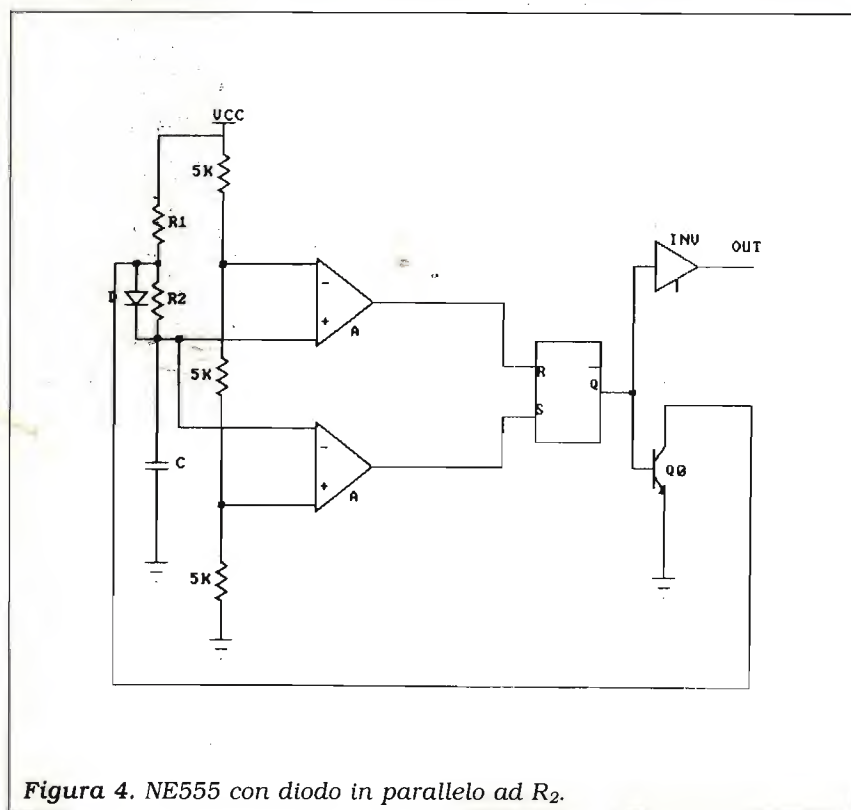 VCC
5K
R1
INV
OUT
-
D
R2
+
A
5K
R
Q
S
-
C
Q0
+
A
5K
Figura 4. NE555 con diodo in parallelo ad R₂.